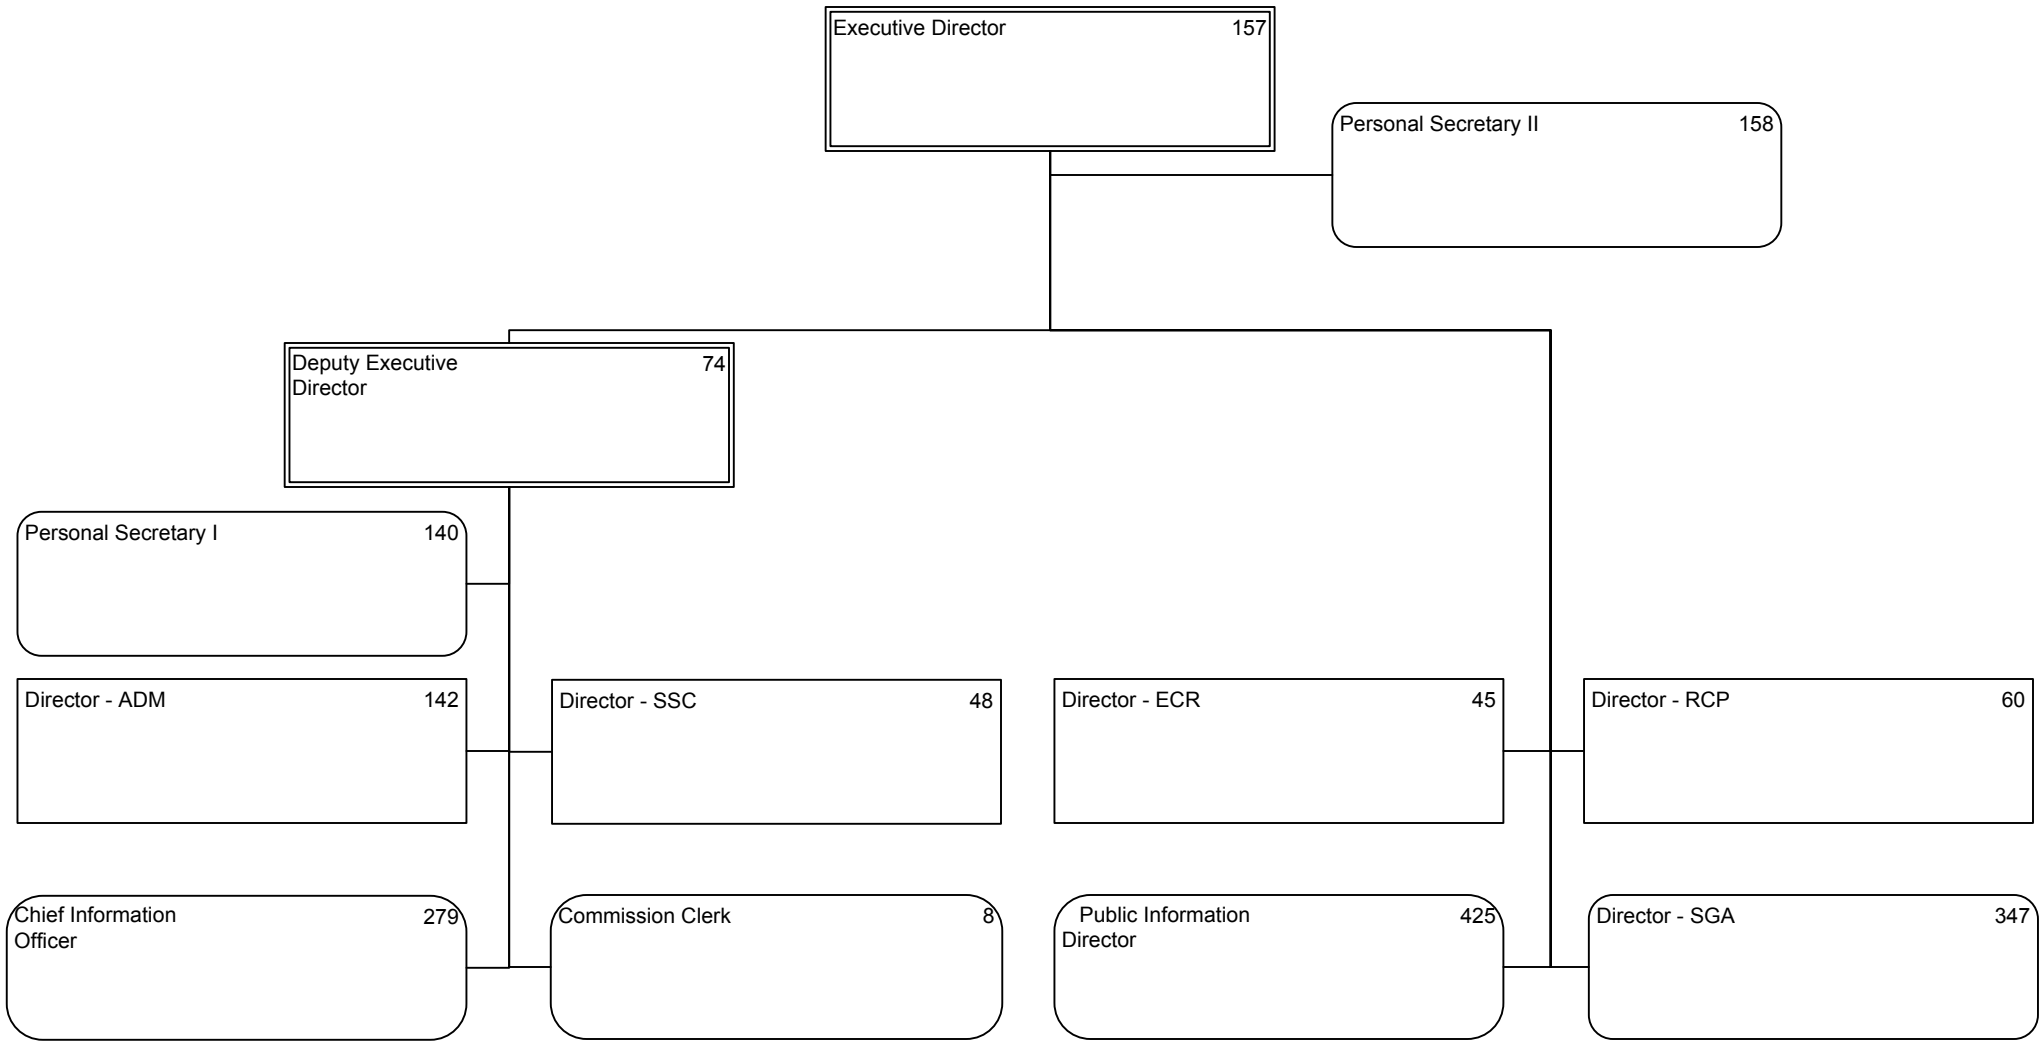 Executive Director 157
Personal Secretary II 158
Deputy Executive 74
Director
Personal Secretary I 140
Director - ADM 142
Director - SSC 48
Director - ECR 45
Director - RCP 60
Chief Information 279
Officer
Commission Clerk 8
Public Information 425
Director
Director - SGA 347